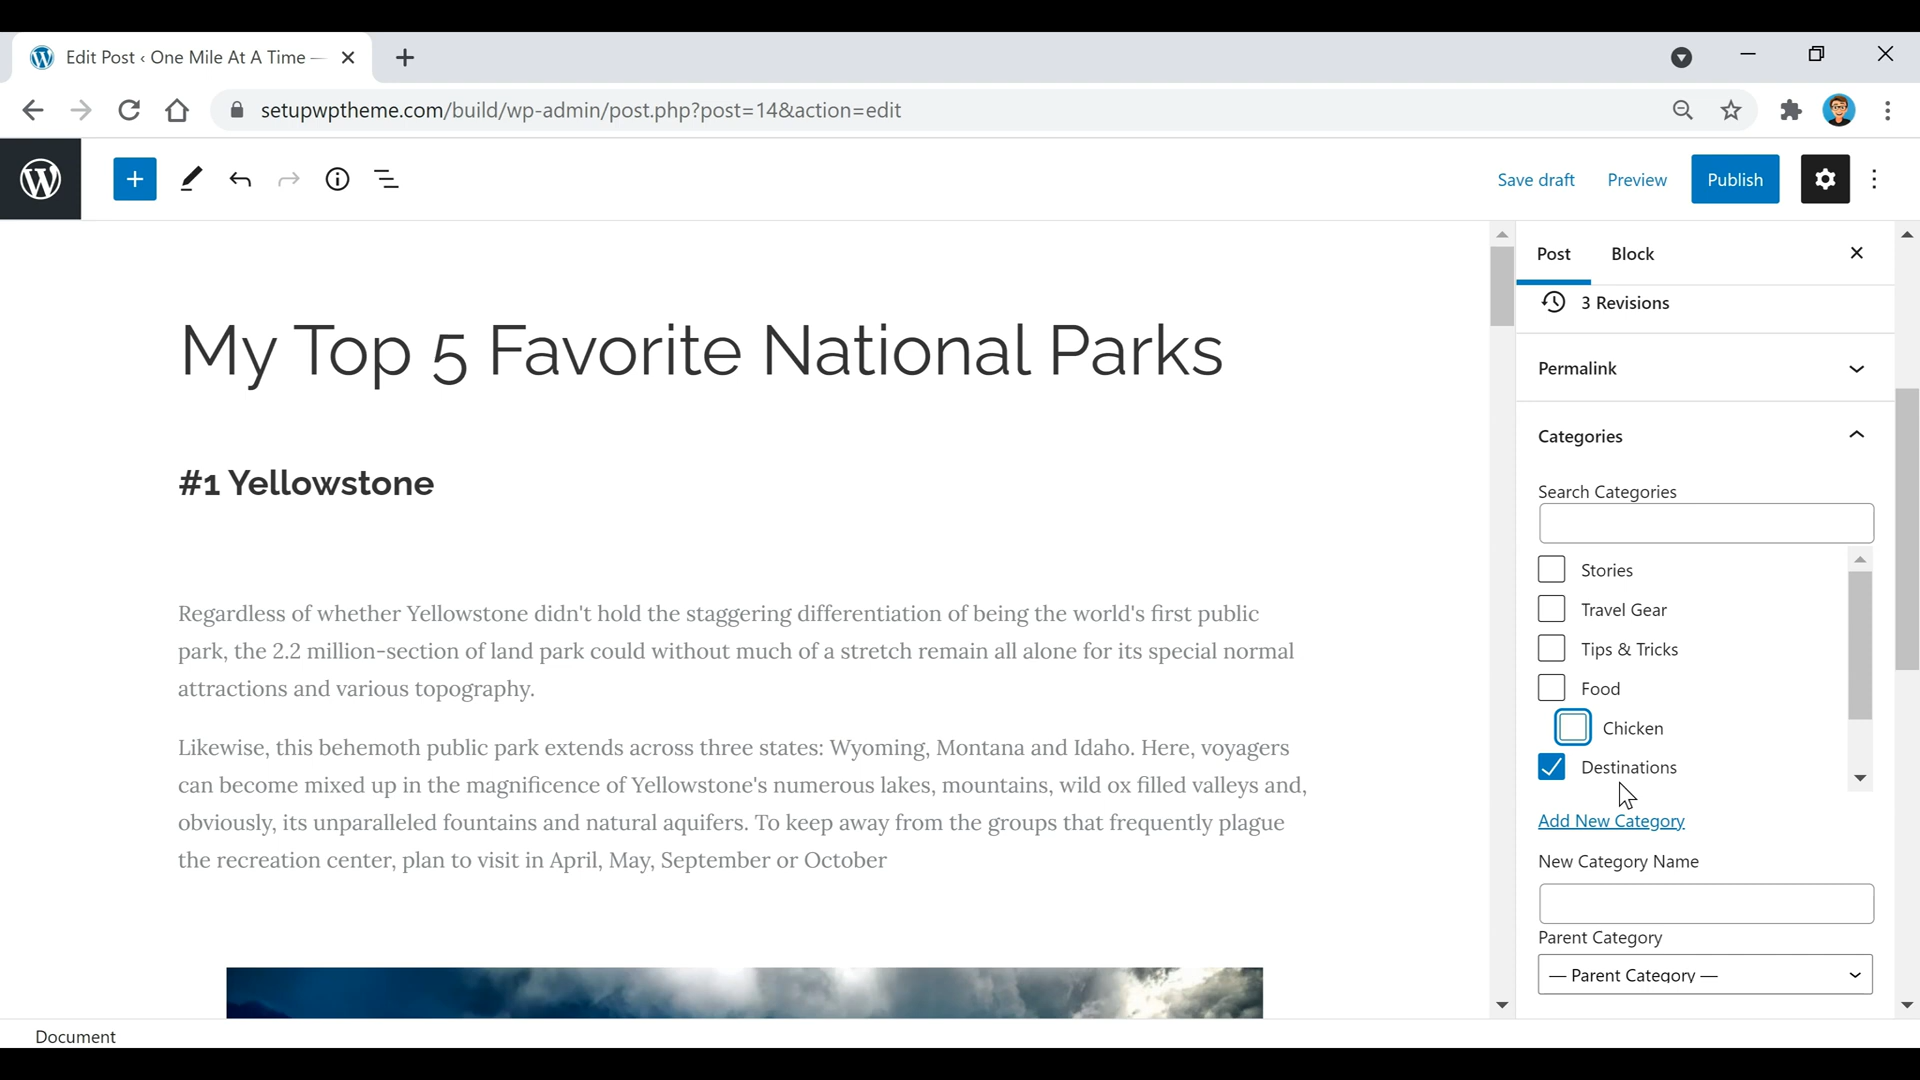 Edit Post ‹ One Mile At A Time —
setupwptheme.com/build/wp-admin/post.php?post=14&action=edit
Save draft
Preview
Publish
My Top 5 Favorite National Parks
#1 Yellowstone
Regardless of whether Yellowstone didn't hold the staggering differentiation of being the world's first public
park, the 2.2 million-section of land park could without much of a stretch remain all alone for its special normal
attractions and various topography.
Likewise, this behemoth public park extends across three states: Wyoming, Montana and Idaho. Here, voyagers
can become mixed up in the magnificence of Yellowstone's numerous lakes, mountains, wild ox filled valleys and,
obviously, its unparalleled fountains and natural aquifers. To keep away from the groups that frequently plague
the recreation center, plan to visit in April, May, September or October
Post
Block
3 Revisions
Permalink
Categories
Search Categories
Stories
Travel Gear
Tips & Tricks
Food
Chicken
Destinations
Add New Category
New Category Name
Parent Category
— Parent Category —
Document